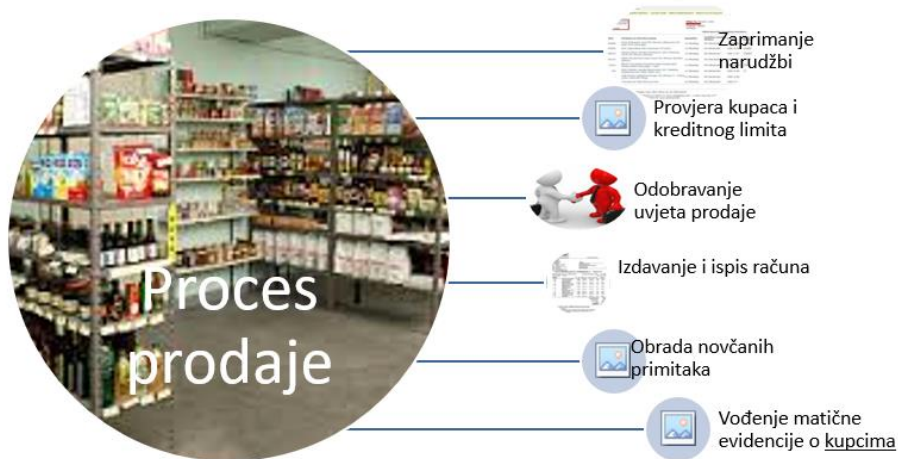 Proces
prodaje
Zaprimanje
narudžbi
Provjera kupaca i
kreditnog limita
Odobravanje
uvjeta prodaje
Izdavanje i ispis računa
Obrada novčanih
primitaka
Vođenje matične
evidencije o kupcima